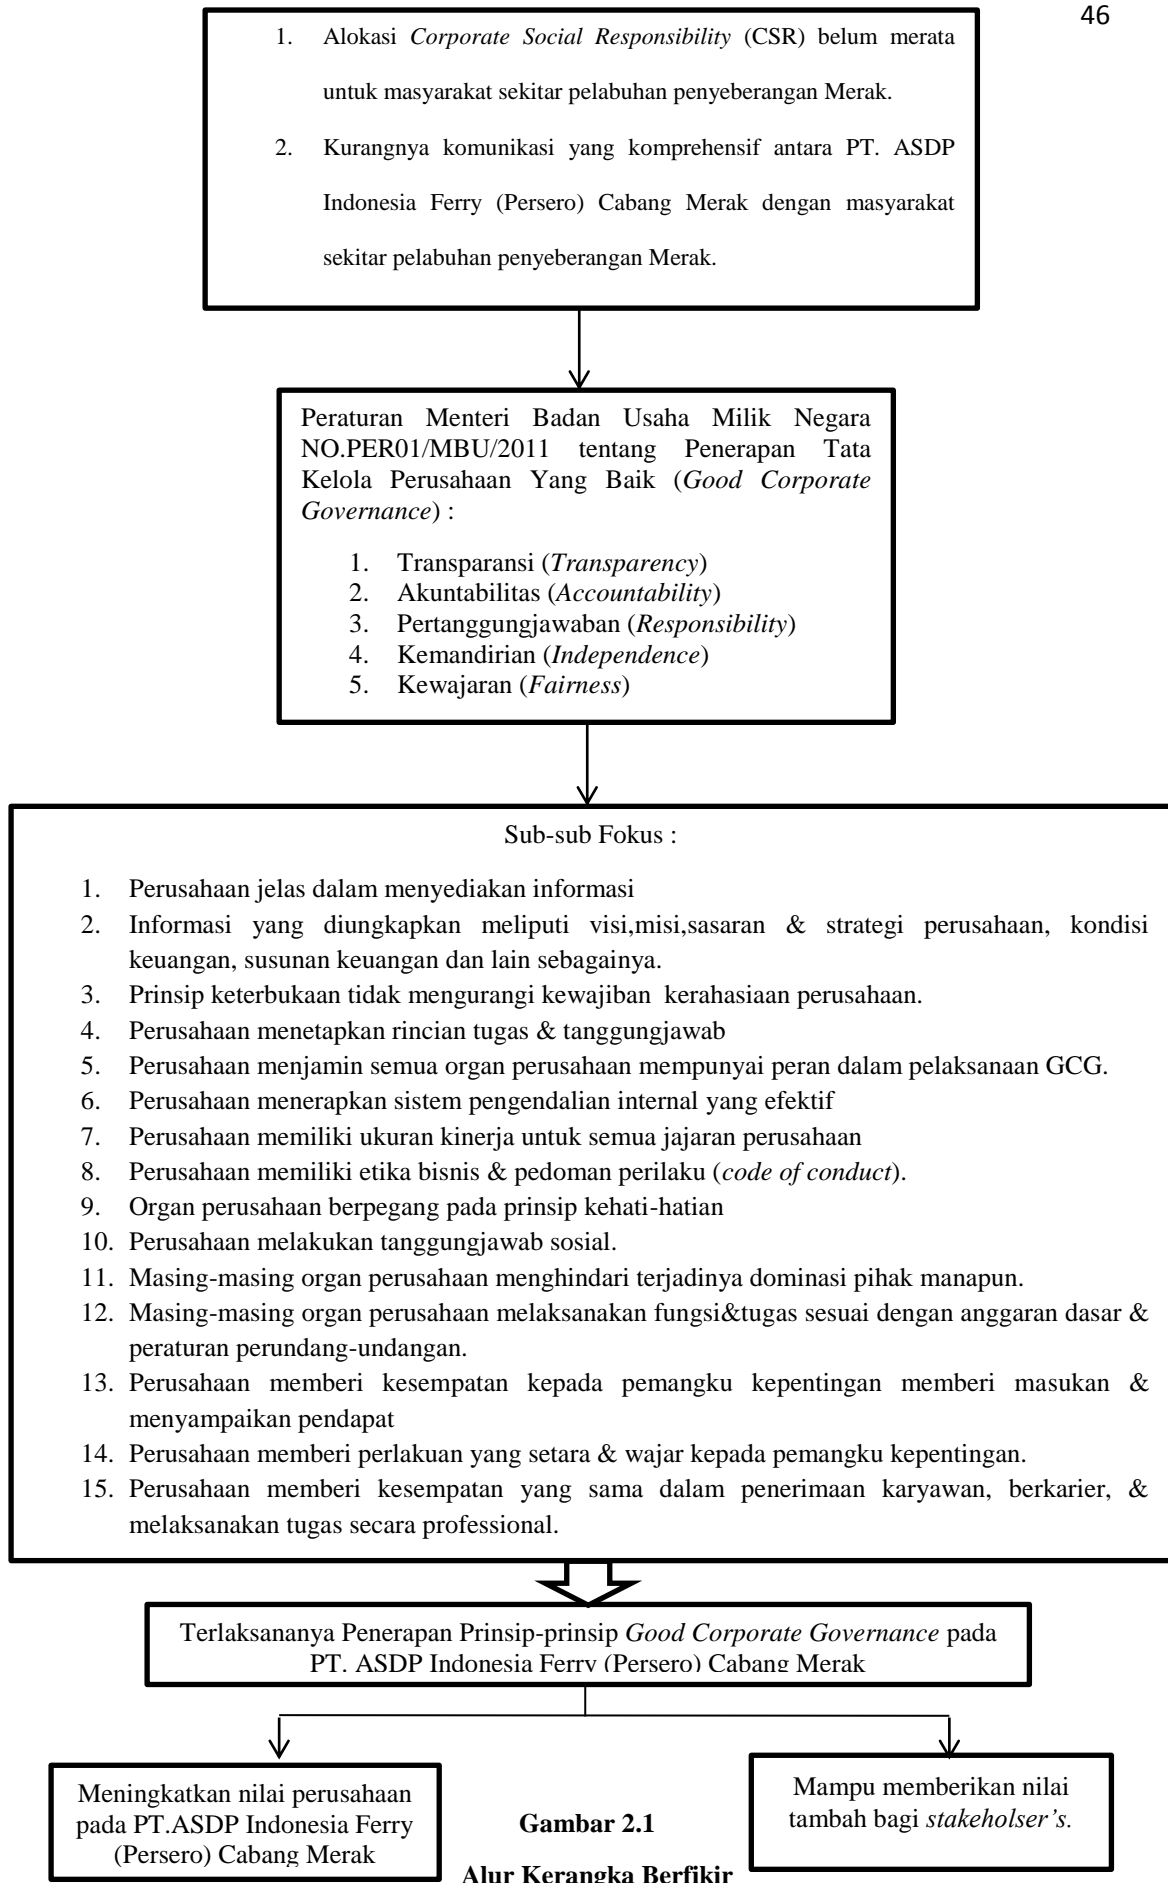 46
1. Alokasi Corporate Social Responsibility (CSR) belum merata
untuk masyarakat sekitar pelabuhan penyeberangan Merak.
2. Kurangnya komunikasi yang komprehensif antara PT. ASDP
Indonesia Ferry (Persero) Cabang Merak dengan masyarakat
sekitar pelabuhan penyeberangan Merak.
Peraturan Menteri Badan Usaha Milik Negara
NO.PER01/MBU/2011 tentang Penerapan Tata
Kelola Perusahaan Yang Baik (Good Corporate
Governance) :
1. Transparansi (Transparency)
2. Akuntabilitas (Accountability)
3. Pertanggungjawaban (Responsibility)
4. Kemandirian (Independence)
5. Kewajaran (Fairness)
Sub-sub Fokus :
1. Perusahaan jelas dalam menyediakan informasi
2. Informasi yang diungkapkan meliputi visi,misi,sasaran & strategi perusahaan, kondisi
keuangan, susunan keuangan dan lain sebagainya.
3. Prinsip keterbukaan tidak mengurangi kewajiban kerahasiaan perusahaan.
4. Perusahaan menetapkan rincian tugas & tanggungjawab
5. Perusahaan menjamin semua organ perusahaan mempunyai peran dalam pelaksanaan GCG.
6. Perusahaan menerapkan sistem pengendalian internal yang efektif
7. Perusahaan memiliki ukuran kinerja untuk semua jajaran perusahaan
8. Perusahaan memiliki etika bisnis & pedoman perilaku (code of conduct).
9. Organ perusahaan berpegang pada prinsip kehati-hatian
10. Perusahaan melakukan tanggungjawab sosial.
11. Masing-masing organ perusahaan menghindari terjadinya dominasi pihak manapun.
12. Masing-masing organ perusahaan melaksanakan fungsi&tugas sesuai dengan anggaran dasar &
peraturan perundang-undangan.
13. Perusahaan memberi kesempatan kepada pemangku kepentingan memberi masukan &
menyampaikan pendapat
14. Perusahaan memberi perlakuan yang setara & wajar kepada pemangku kepentingan.
15. Perusahaan memberi kesempatan yang sama dalam penerimaan karyawan, berkarier, &
melaksanakan tugas secara professional.
Terlaksananya Penerapan Prinsip-prinsip Good Corporate Governance pada
PT. ASDP Indonesia Ferry (Persero) Cabang Merak
Meningkatkan nilai perusahaan
pada PT.ASDP Indonesia Ferry
(Persero) Cabang Merak
Mampu memberikan nilai
tambah bagi stakeholser's.
Gambar 2.1
Alur Kerangka Berfikir